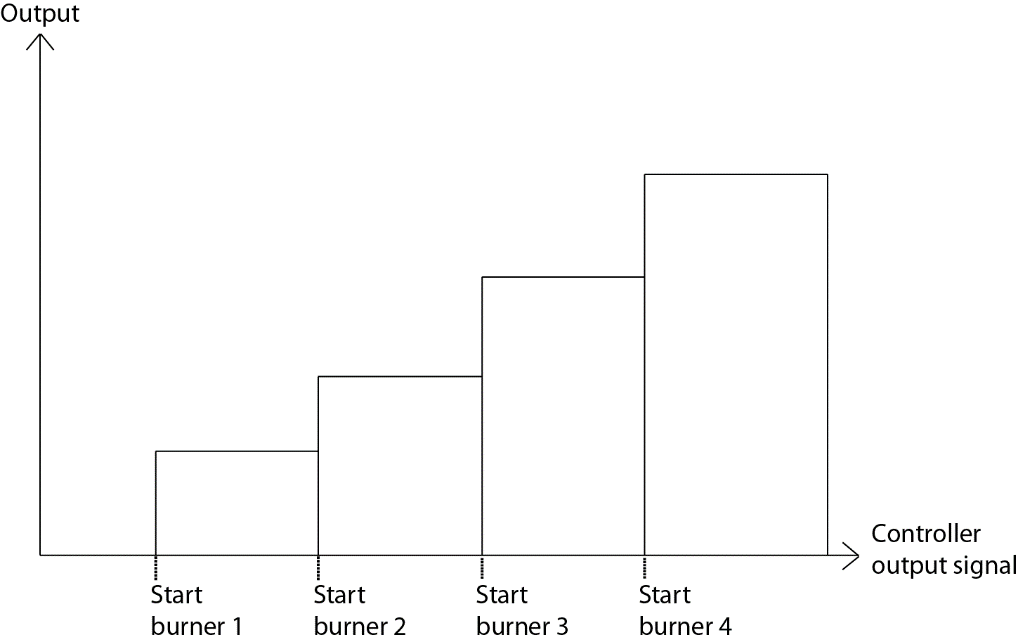 Output
Controller
output signal
Start
burner 1
Start
burner 2
Start
burner 3
Start
burner 4